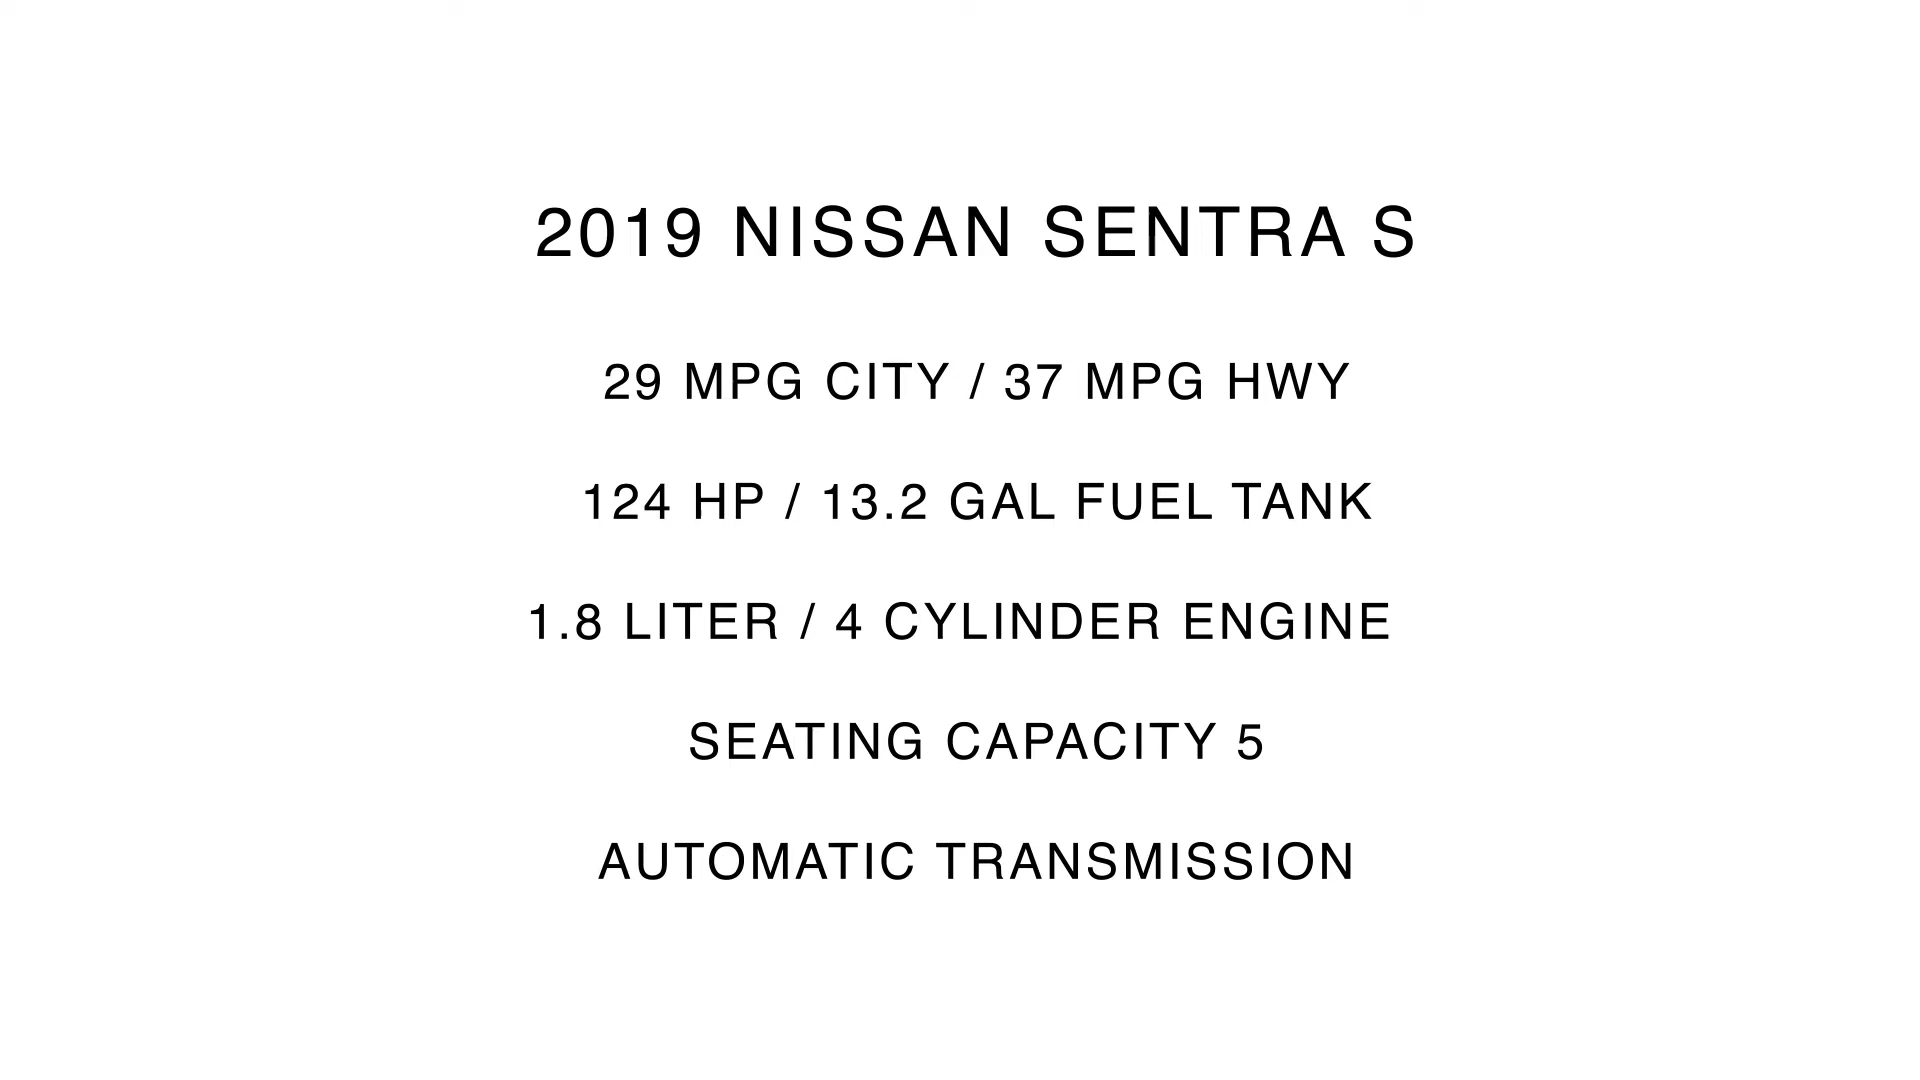 2019 NISSAN SENTRA S
29 MPG CITY / 37 MPG HWY
124 HP / 13.2 GAL FUEL TANK
1.8 LITER / 4 CYLINDER ENGINE
SEATING CAPACITY 5
AUTOMATIC TRANSMISSION